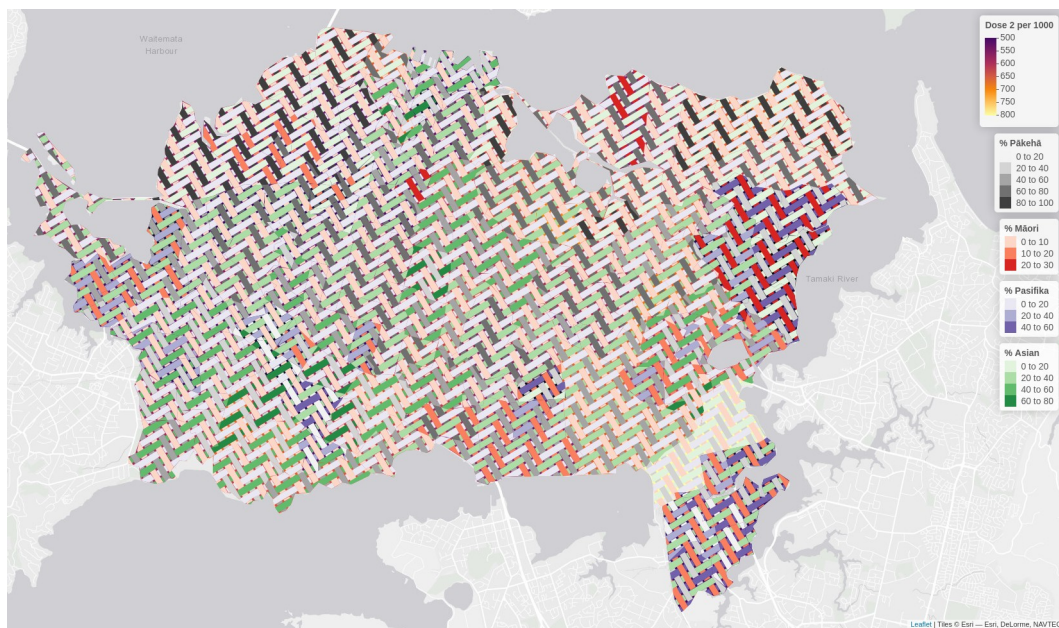 Waitemata
Harbour
Tamaki River
Dose 2 per 1000
500
550
600
650
700
750
800
% Pākehā
0 to 20
20 to 40
40 to 60
60 to 80
80 to 100
% Māori
0 to 10
10 to 20
20 to 30
% Pasifika
0 to 20
20 to 40
40 to 60
% Asian
0 to 20
20 to 40
40 to 60
60 to 80
Leaflet | Tiles © Esri — Esri, DeLorme, NAVTEQ